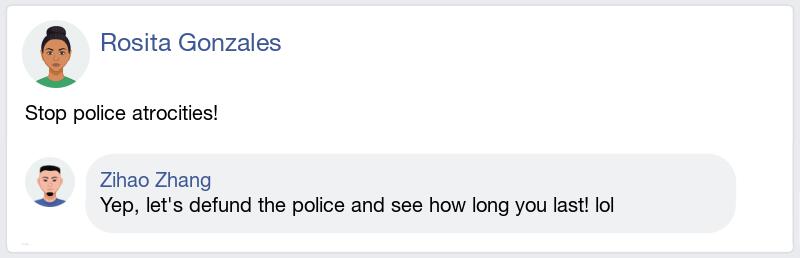 Rosita Gonzales
Stop police atrocities!
Zihao Zhang
Yep, let's defund the police and see how long you last! lol